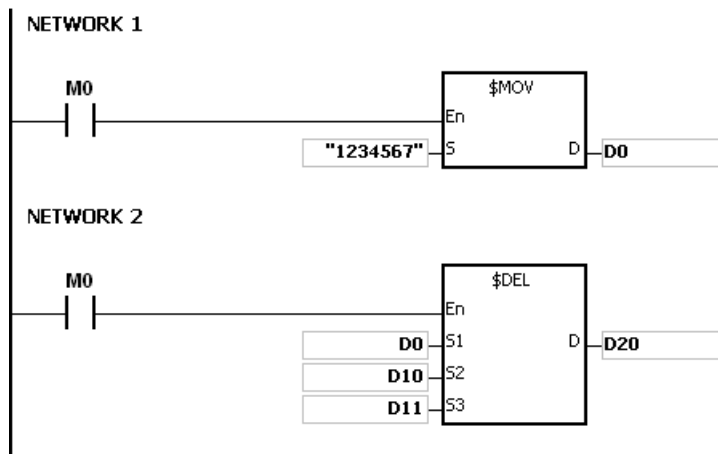 NETWORK 1
M0
$MOV
En
"1234567" S D D0
NETWORK 2
M0
$DEL
En
D0 S1 D D20
D10 S2
D11 S3